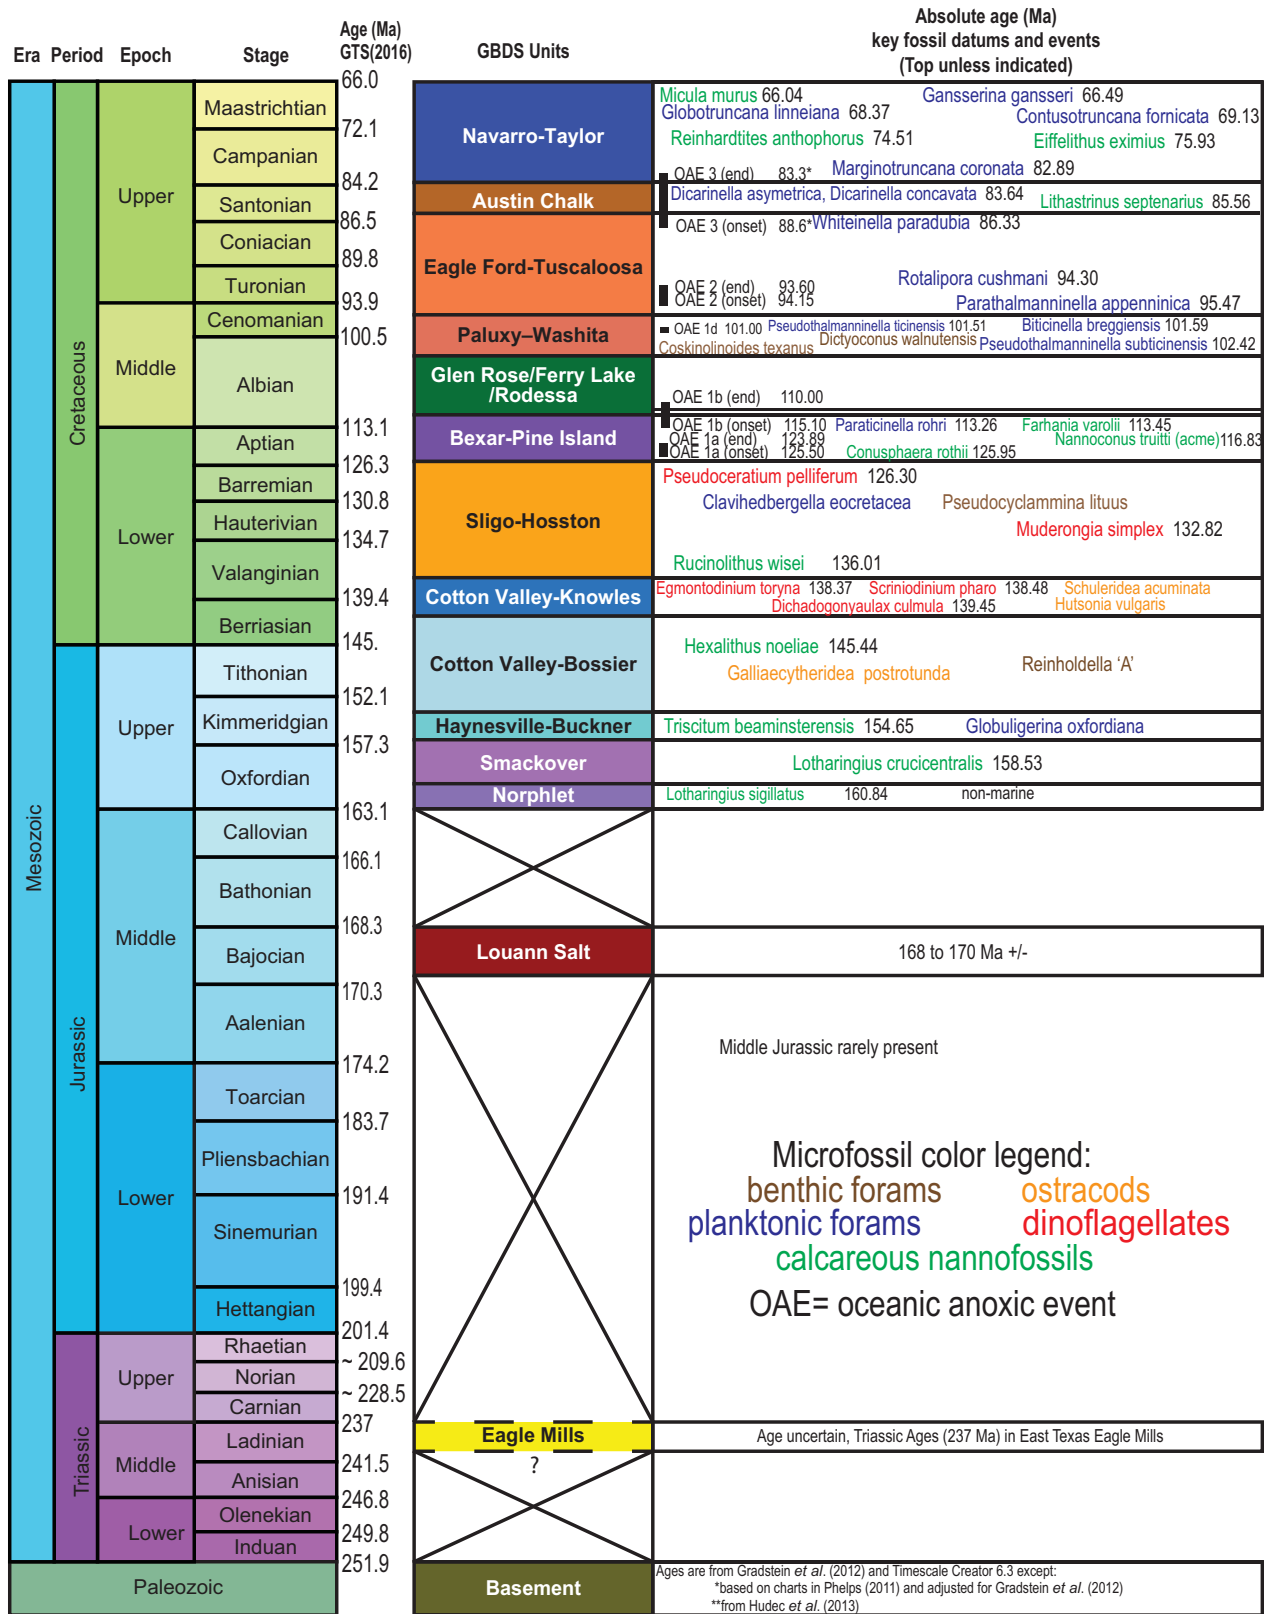 Era Period Epoch Stage Age (Ma) GTS(2016) GBDS Units Absolute age (Ma)
key fossil datums and events
(Top unless indicated)
Mesozoic
Cretaceous
Jurassic
Triassic
Upper
Middle
Lower
Upper
Middle
Lower
Upper
Middle
Lower
Paleozoic
Maastrichtian
Campanian
Santonian
Coniacian
Turonian
Cenomanian
Albian
Aptian
Barremian
Hauterivian
Valanginian
Berriasian
Tithonian
Kimmeridgian
Oxfordian
Callovian
Bathonian
Bajocian
Aalenian
Toarcian
Pliensbachian
Sinemurian
Hettangian
Rhaetian
Norian
Carnian
Ladinian
Anisian
Olenekian
Induan
66.0
72.1
84.2
86.5
89.8
93.9
100.5
113.1
126.3
130.8
134.7
139.4
145.
152.1
157.3
163.1
166.1
168.3
170.3
174.2
183.7
191.4
199.4
201.4
~ 209.6
~ 228.5
237
241.5
246.8
249.8
251.9
Navarro-Taylor
Austin Chalk
Eagle Ford-Tuscaloosa
Paluxy–Washita
Glen Rose/Ferry Lake
/Rodessa
Bexar-Pine Island
Sligo-Hosston
Cotton Valley-Knowles
Cotton Valley-Bossier
Haynesville-Buckner
Smackover
Norphlet
Louann Salt
Eagle Mills
?
Basement
Micula murus 66.04 Gansserina gansseri 66.49
Globotruncana linneiana 68.37 Contusotruncana fornicata 69.13
Reinhardtites anthophorus 74.51 Eiffelithus eximius 75.93
OAE 3 (end) 83.3* Marginotruncana coronata 82.89
Dicarinella asymetrica, Dicarinella concavata 83.64 Lithastrinus septenarius 85.56
OAE 3 (onset) 88.6* Whiteinella paradubia 86.33
Rotalipora cushmani 94.30
OAE 2 (end) 93.60
OAE 2 (onset) 94.15 Parathalmanninella appenninica 95.47
OAE 1d 101.00 Pseudothalmanninella ticinensis 101.51 Biticinella breggiensis 101.59
Coskinolinoides texanus Dictyoconus walnutensis Pseudothalmanninella subticinensis 102.42
OAE 1b (end) 110.00
OAE 1b (onset) 115.10 Paraticinella rohri 113.26 Farhania varolii 113.45
OAE 1a (end) 123.89 Nannoconus truitti (acme) 116.83
OAE 1a (onset) 125.50 Conusphaera rothii 125.95
Pseudoceratium pelliferum 126.30
Clavihedbergella eocretacea Pseudocyclammina lituus
Muderongia simplex 132.82
Rucinolithus wisei 136.01
Egmontodinium toryna 138.37 Scriniodinium pharo 138.48 Schuleridea acuminata
Dichadogonyaulax culmula 139.45 Hutsonia vulgaris
Hexalithus noeliae 145.44
Galliaecytheridea postrotunda Reinholdella ‘A’
Triscitum beaminsterensis 154.65 Globuligerina oxfordiana
Lotharingius crucicentralis 158.53
Lotharingius sigillatus 160.84 non-marine
168 to 170 Ma +/-
Middle Jurassic rarely present
Microfossil color legend:
benthic forams ostracods
planktonic forams dinoflagellates
calcareous nannofossils
OAE= oceanic anoxic event
Age uncertain, Triassic Ages (237 Ma) in East Texas Eagle Mills
Ages are from Gradstein et al. (2012) and Timescale Creator 6.3 except:
*based on charts in Phelps (2011) and adjusted for Gradstein et al. (2012)
**from Hudec et al. (2013)